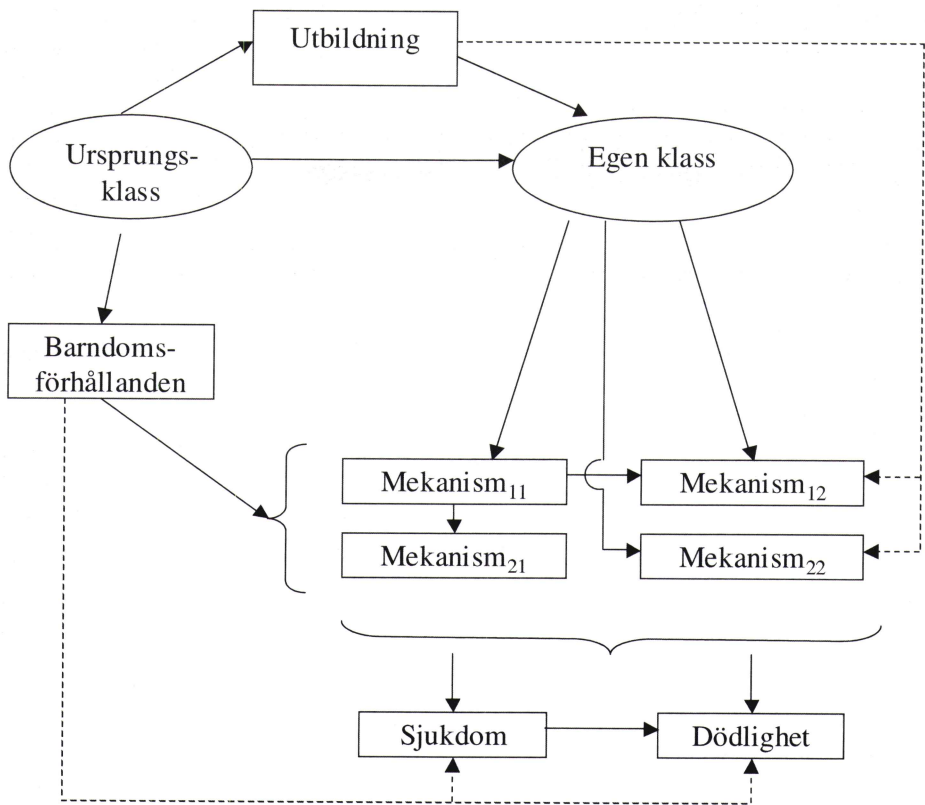 Utbildning
Ursprungs-
klass
Egen klass
Barndoms-
förhållanden
Mekanism₁₁
Mekanism₁₂
Mekanism₂₁
Mekanism₂₂
Sjukdom
Dödlighet